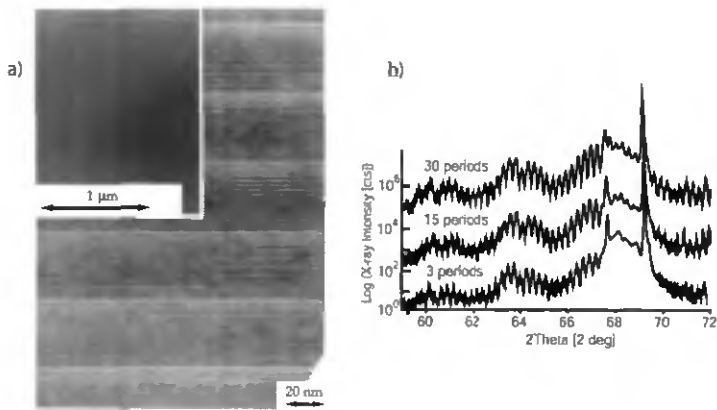 a)
1 µm
20 nm
b)
Log (X-ray Intensity [cts])
10⁶
10⁴
10²
10⁰
30 periods
15 periods
3 periods
60 62 64 66 68 70 72
2Theta [2 deg]